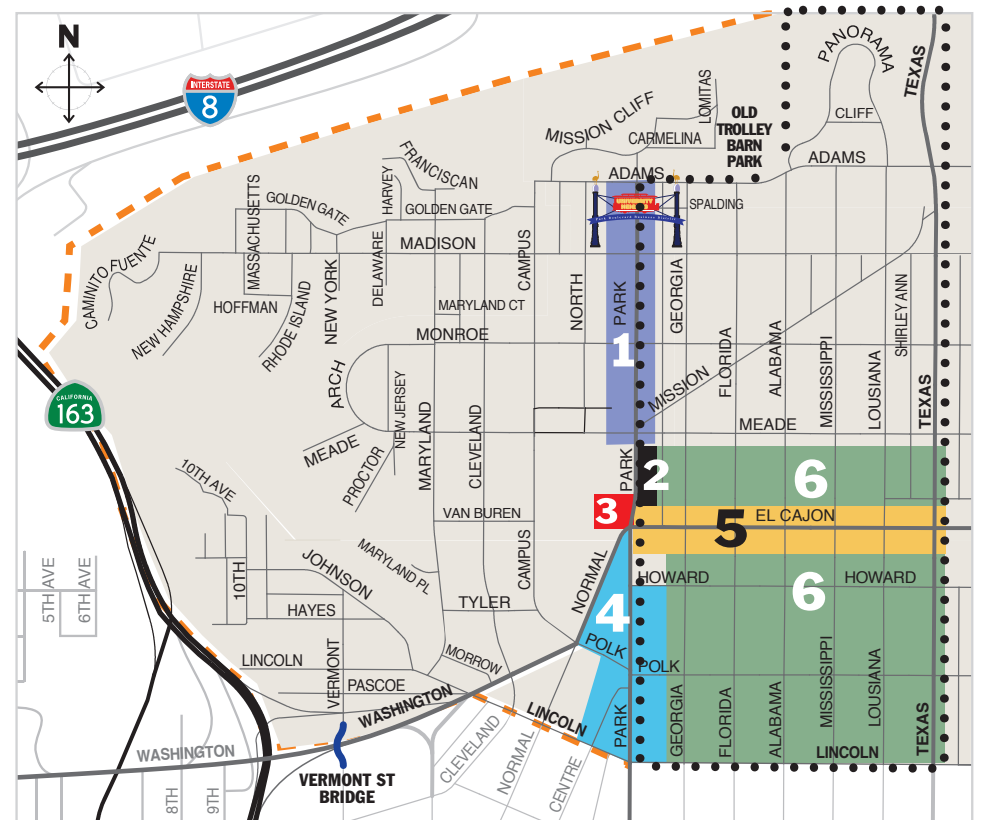 N
INTERSTATE
8
PANORAMA
TEXAS
LOMITAS
MISSION CLIFF
CARMELINA
OLD
TROLLEY
BARN
PARK
CLIFF
ADAMS
FRANCISCAN
HARVEY
ADAMS
UNIVERSITY
HEIGHTS
SPALDING
MASSACHUSETTS
GOLDEN GATE
GOLDEN GATE
MADISON
CAMPUS
CAMINITO FUENTE
DELAWARE
NEW YORK
NEW HAMPSHIRE
HOFFMAN
RHODE ISLAND
MARYLAND CT
MONROE
NORTH
PARK
GEORGIA
1
FLORIDA
ALABAMA
MISSISSIPPI
LOUSIANA
SHIRLEY ANN
TEXAS
MISSION
MEADE
CALIFORNIA
163
ARCH
MEADE
PROCTOR
NEW JERSEY
MARYLAND
CLEVELAND
PARK
2
6
3
5
EL CAJON
10TH AVE
VAN BUREN
CAMPUS
5TH AVE
6TH AVE
10TH
JOHNSON
MARYLAND PL
NORMAL
HOWARD
HOWARD
HAYES
TYLER
4
6
POLK
POLK
LINCOLN
VERMONT
MORROW
PASCOE
WASHINGTON
LINCOLN
PARK
GEORGIA
FLORIDA
ALABAMA
MISSISSIPPI
LOUSIANA
TEXAS
LINCOLN
WASHINGTON
CLEVELAND
NORMAL
CENTRE
VERMONT ST
BRIDGE
8TH
9TH